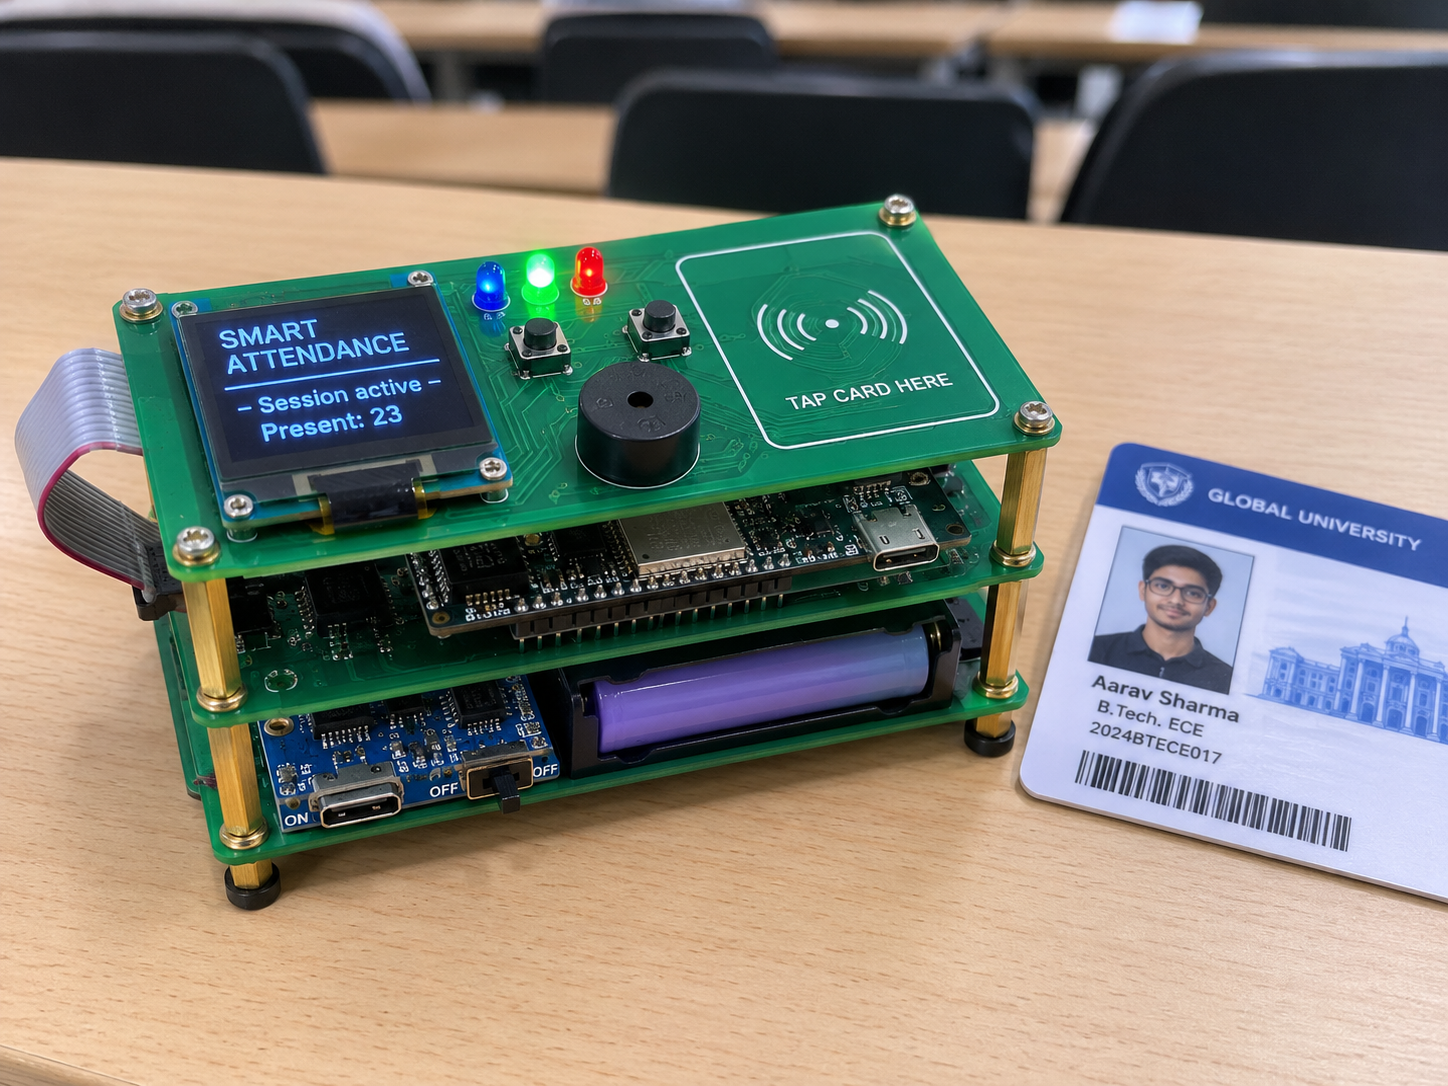 SMART
ATTENDANCE
– Session active –
Present: 23
TAP CARD HERE
ON
OFF
OFF
GLOBAL UNIVERSITY
Aarav Sharma
B.Tech. ECE
2024BTECE017